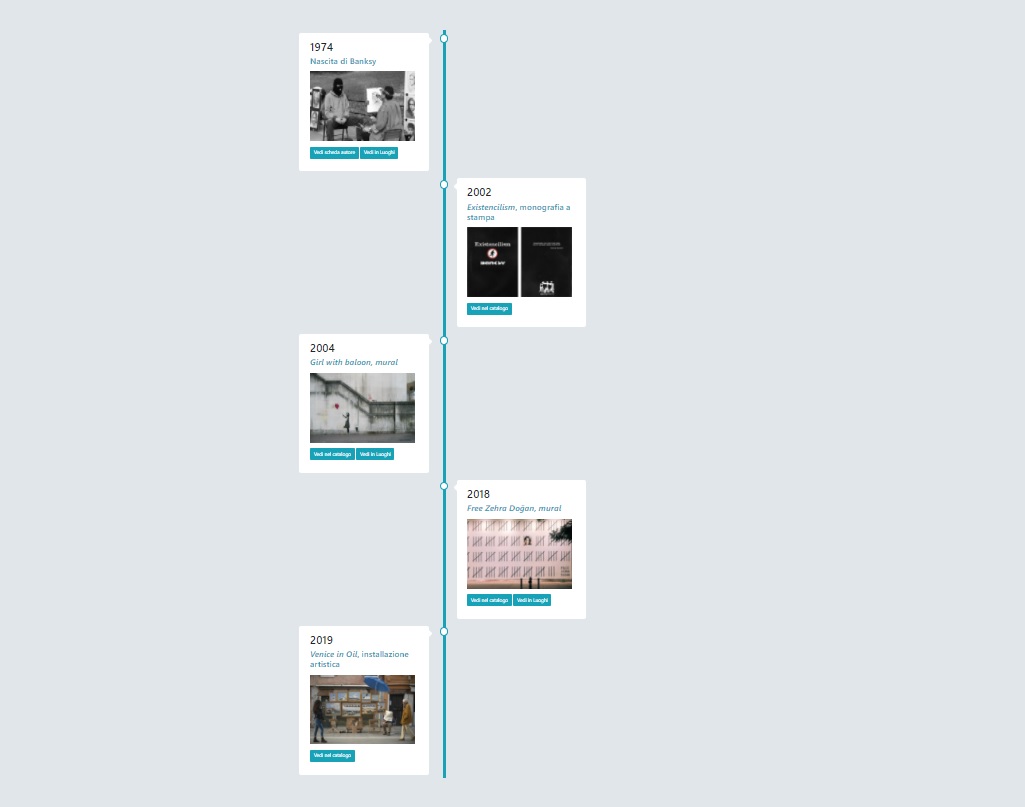 1974
Nascita di Banksy
Vedi scheda autore Vedi in Luoghi
2002
Existencilism, monografia a
stampa
Existencilism
BANKSY
Vedi nel catalogo
2004
Girl with baloon, mural
Vedi nel catalogo Vedi in Luoghi
2018
Free Zehra Doğan, mural
Vedi nel catalogo Vedi in Luoghi
2019
Venice in Oil, installazione
artistica
Vedi nel catalogo